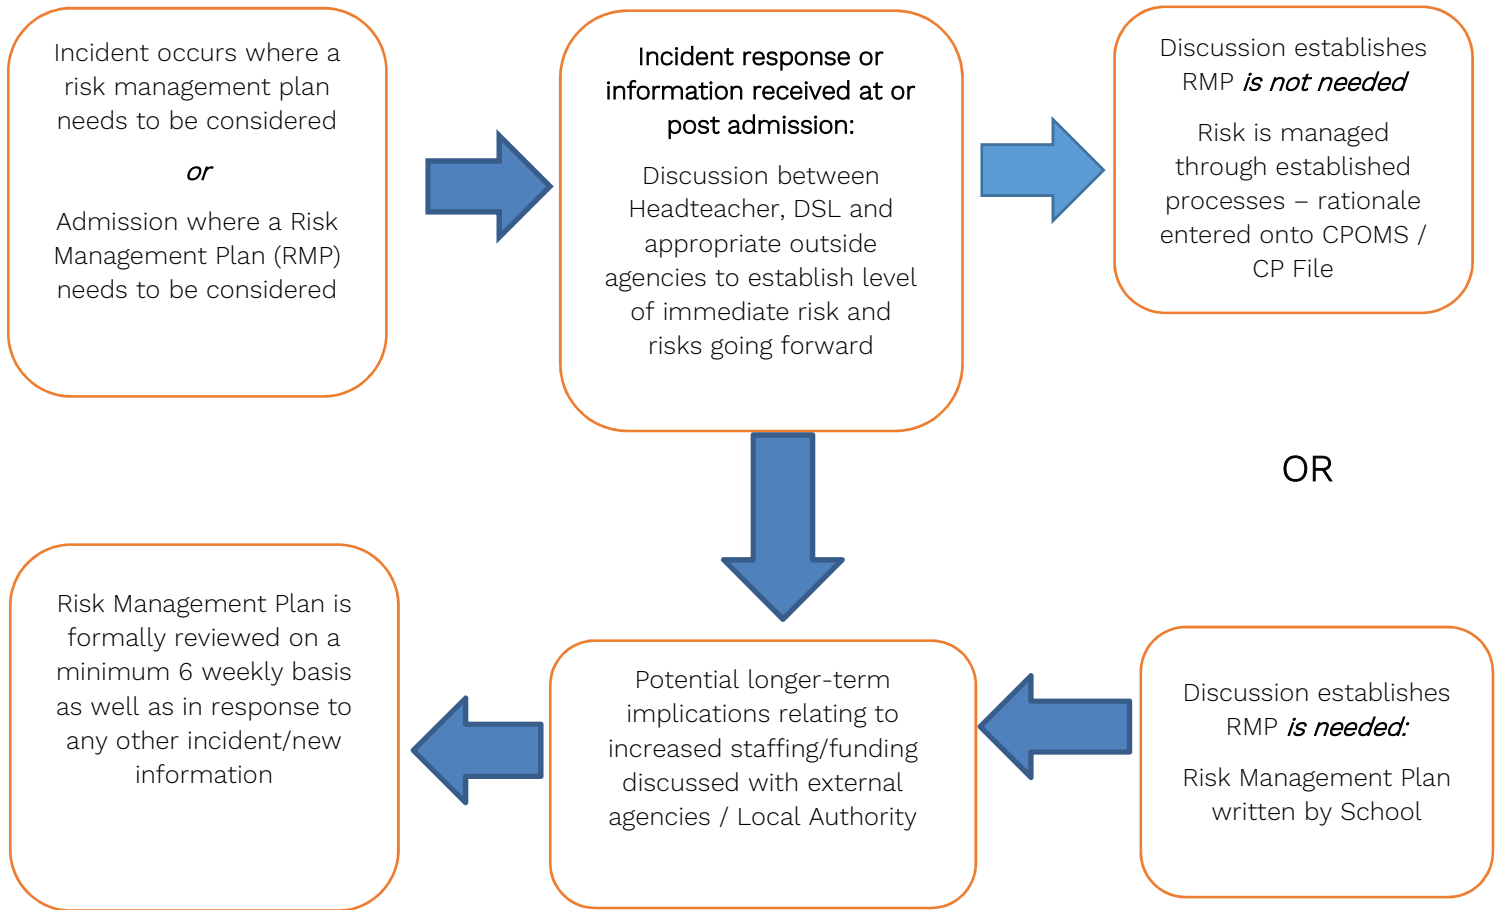 Incident occurs where a
risk management plan
needs to be considered
or
Admission where a Risk
Management Plan (RMP)
needs to be considered
Incident response or
information received at or
post admission:
Discussion between
Headteacher, DSL and
appropriate outside
agencies to establish level
of immediate risk and
risks going forward
Discussion establishes
RMP is not needed
Risk is managed
through established
processes – rationale
entered onto CPOMS /
CP File
OR
Discussion establishes
RMP is needed:
Risk Management Plan
written by School
Potential longer-term
implications relating to
increased staffing/funding
discussed with external
agencies / Local Authority
Risk Management Plan is
formally reviewed on a
minimum 6 weekly basis
as well as in response to
any other incident/new
information